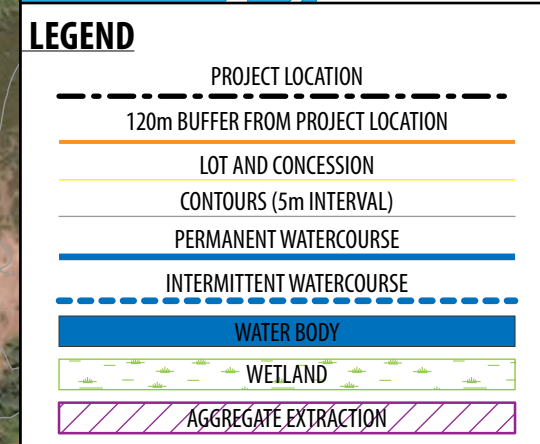 LEGEND
PROJECT LOCATION
120m BUFFER FROM PROJECT LOCATION
LOT AND CONCESSION
CONTOURS (5m INTERVAL)
PERMANENT WATERCOURSE
INTERMITTENT WATERCOURSE
WATER BODY
WETLAND
AGGREGATE EXTRACTION